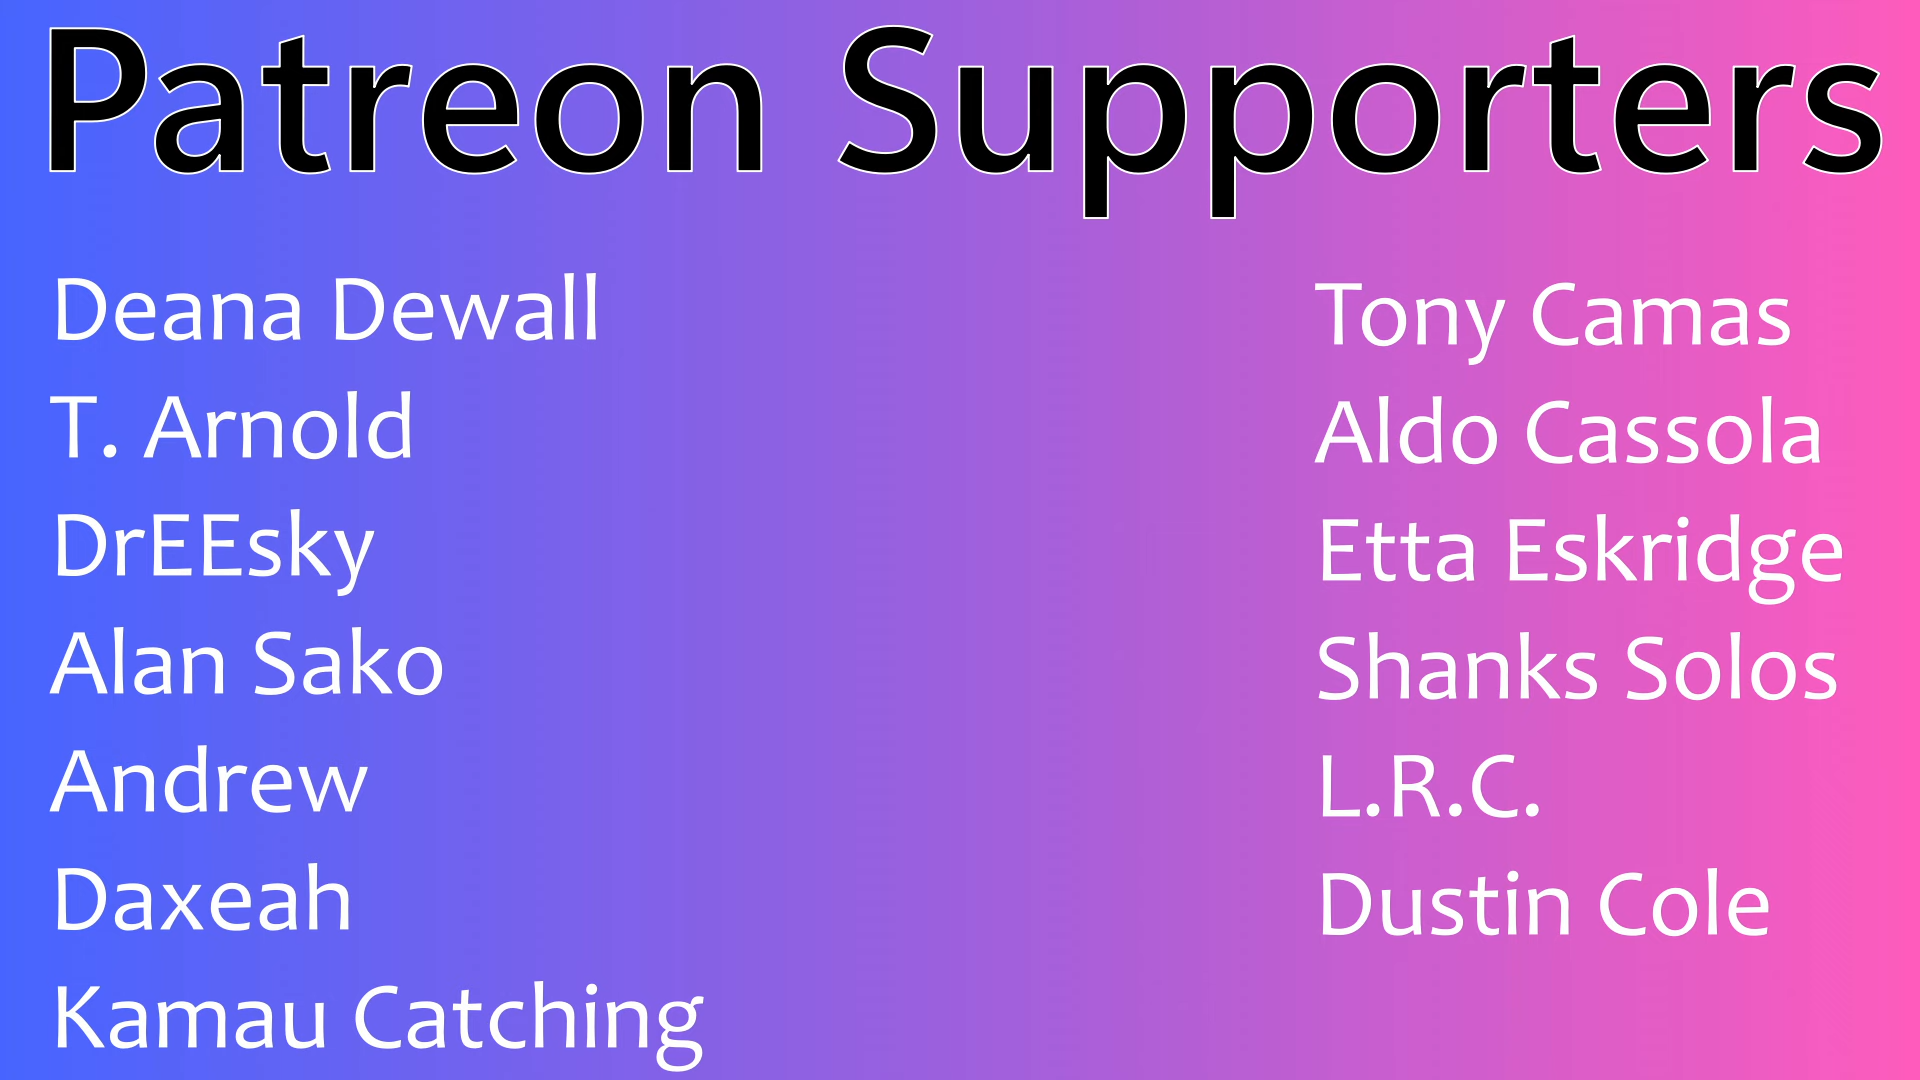 Patreon Supporters
Deana Dewall
T. Arnold
DrEEsky
Alan Sako
Andrew
Daxeah
Kamau Catching
Tony Camas
Aldo Cassola
Etta Eskridge
Shanks Solos
L.R.C.
Dustin Cole